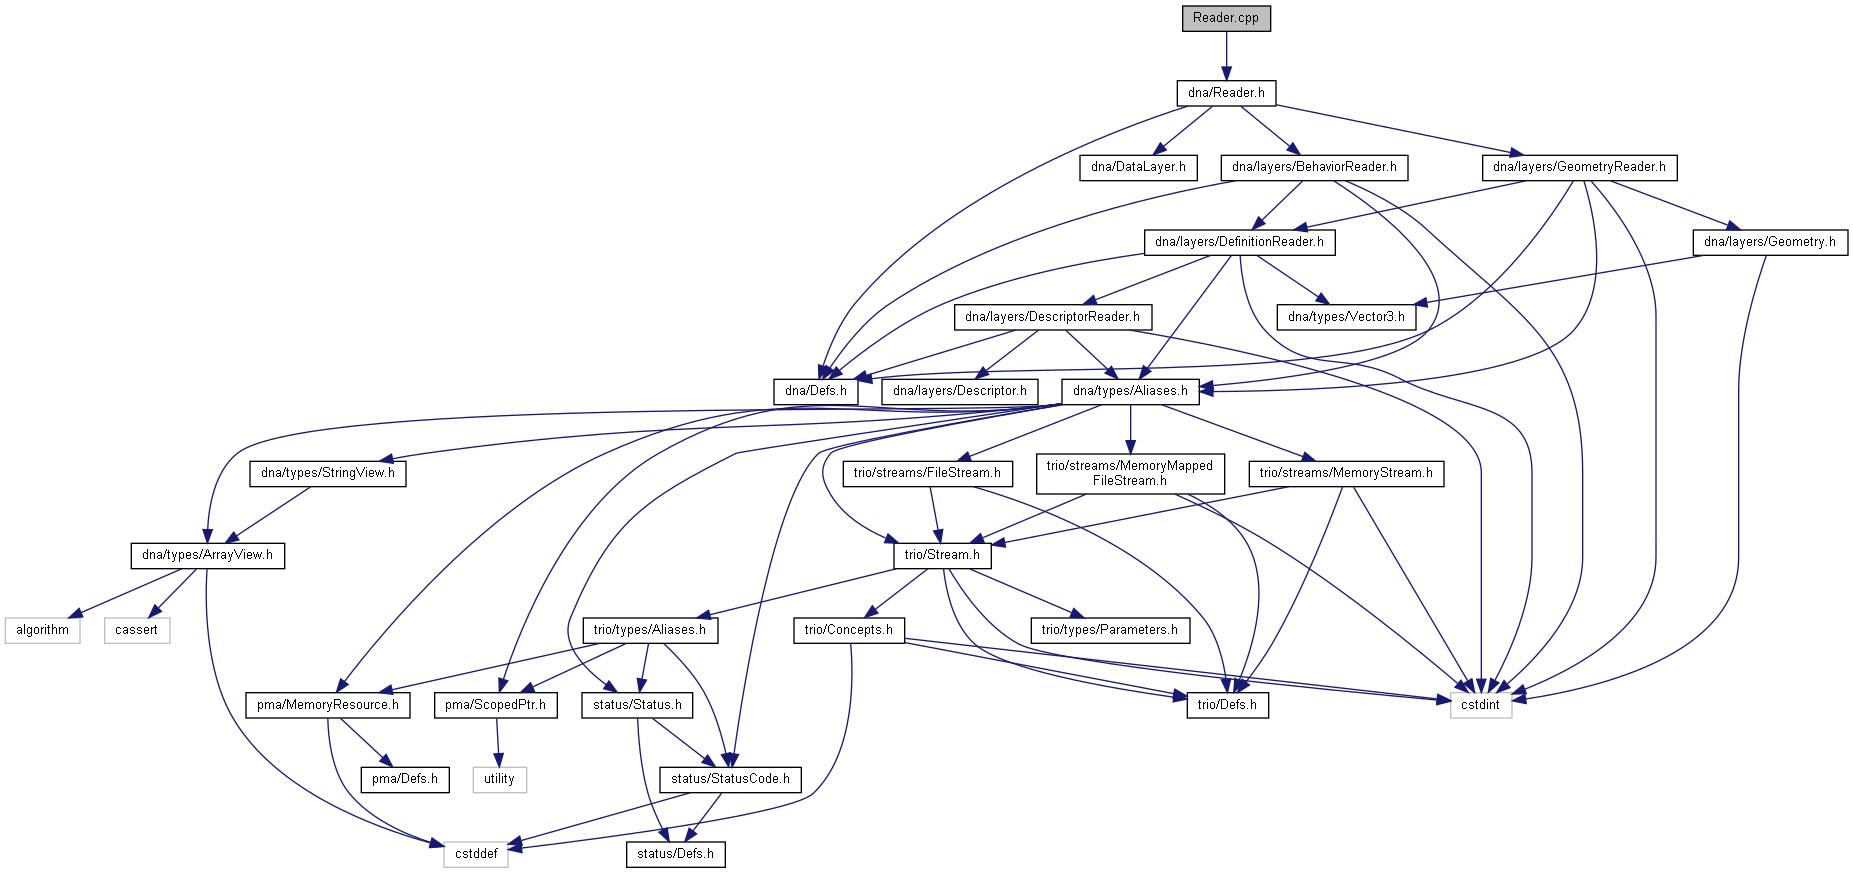 Reader.cpp
dna/Reader.h
dna/DataLayer.h
dna/layers/BehaviorReader.h
dna/layers/GeometryReader.h
dna/layers/DefinitionReader.h
dna/layers/Geometry.h
dna/layers/DescriptorReader.h
dna/types/Vector3.h
dna/Defs.h
dna/layers/Descriptor.h
dna/types/Aliases.h
dna/types/StringView.h
trio/streams/FileStream.h
trio/streams/MemoryMapped
FileStream.h
trio/streams/MemoryStream.h
dna/types/ArrayView.h
trio/Stream.h
algorithm
cassert
trio/types/Aliases.h
trio/Concepts.h
trio/types/Parameters.h
pma/MemoryResource.h
pma/ScopedPtr.h
status/Status.h
trio/Defs.h
cstdint
pma/Defs.h
utility
status/StatusCode.h
cstddef
status/Defs.h